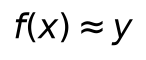 f(x) ≈ y